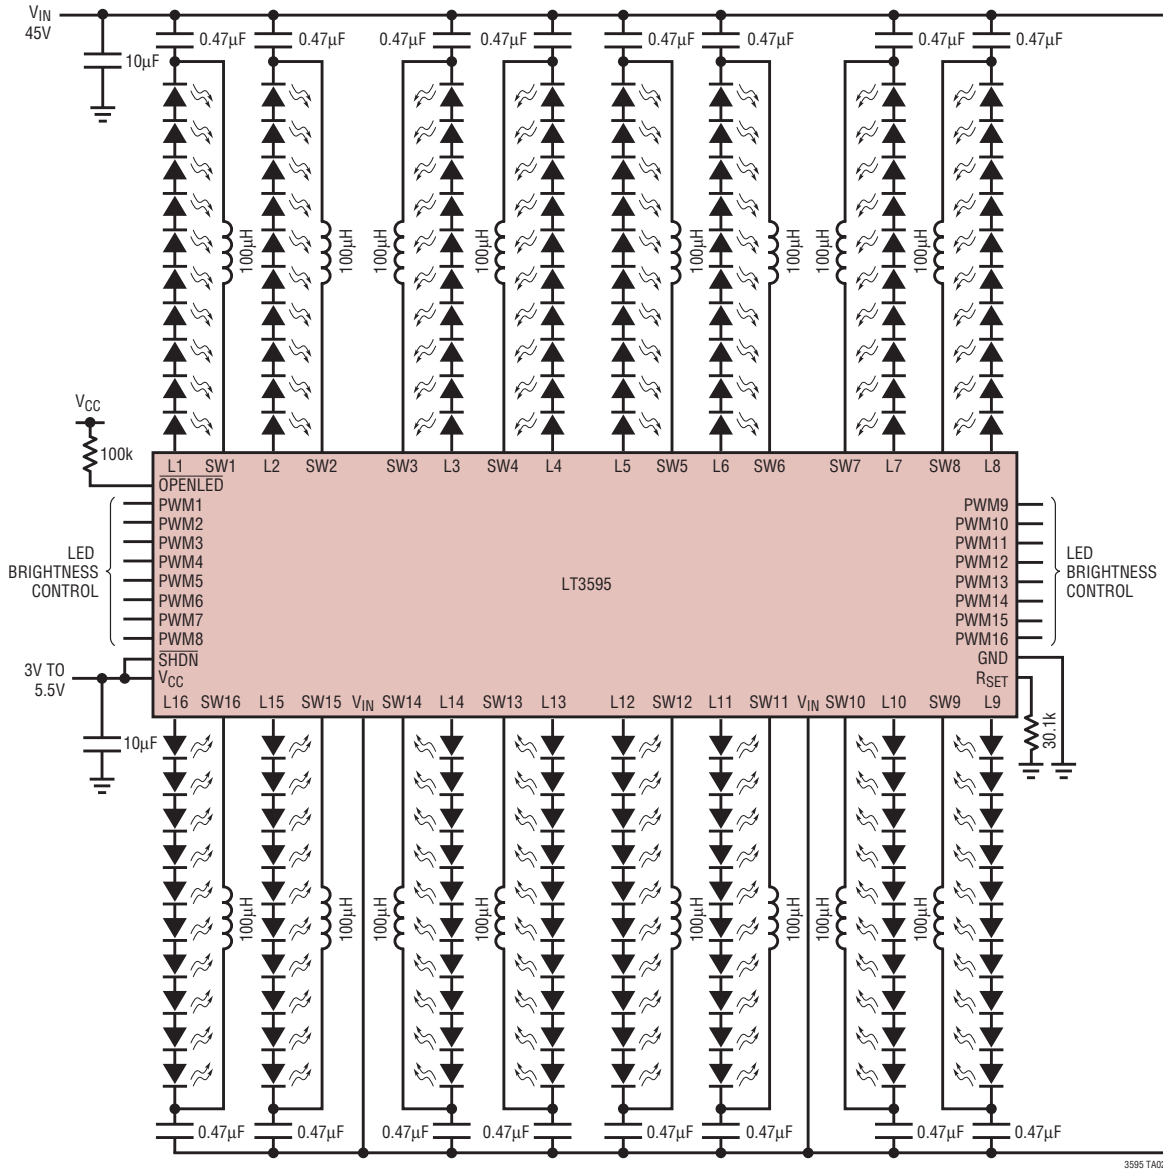 VIN
45V
10µF
0.47µF 0.47µF 0.47µF 0.47µF 0.47µF 0.47µF 0.47µF 0.47µF
100µH 100µH 100µH 100µH 100µH 100µH 100µH 100µH
VCC
100k
L1 SW1 L2 SW2 SW3 L3 SW4 L4 L5 SW5 L6 SW6 SW7 L7 SW8 L8
OPENLED
PWM1
PWM2
PWM3
PWM4
PWM5
PWM6
PWM7
PWM8
LED
BRIGHTNESS
CONTROL
SHDN
VCC
3V TO
5.5V
10µF
LT3595
PWM9
PWM10
PWM11
PWM12
PWM13
PWM14
PWM15
PWM16
LED
BRIGHTNESS
CONTROL
GND
RSET
30.1k
L16 SW16 L15 SW15 VIN SW14 L14 SW13 L13 L12 SW12 L11 SW11 VIN SW10 L10 SW9 L9
100µH 100µH 100µH 100µH 100µH 100µH 100µH 100µH
0.47µF 0.47µF 0.47µF 0.47µF 0.47µF 0.47µF 0.47µF 0.47µF
3595 TA02